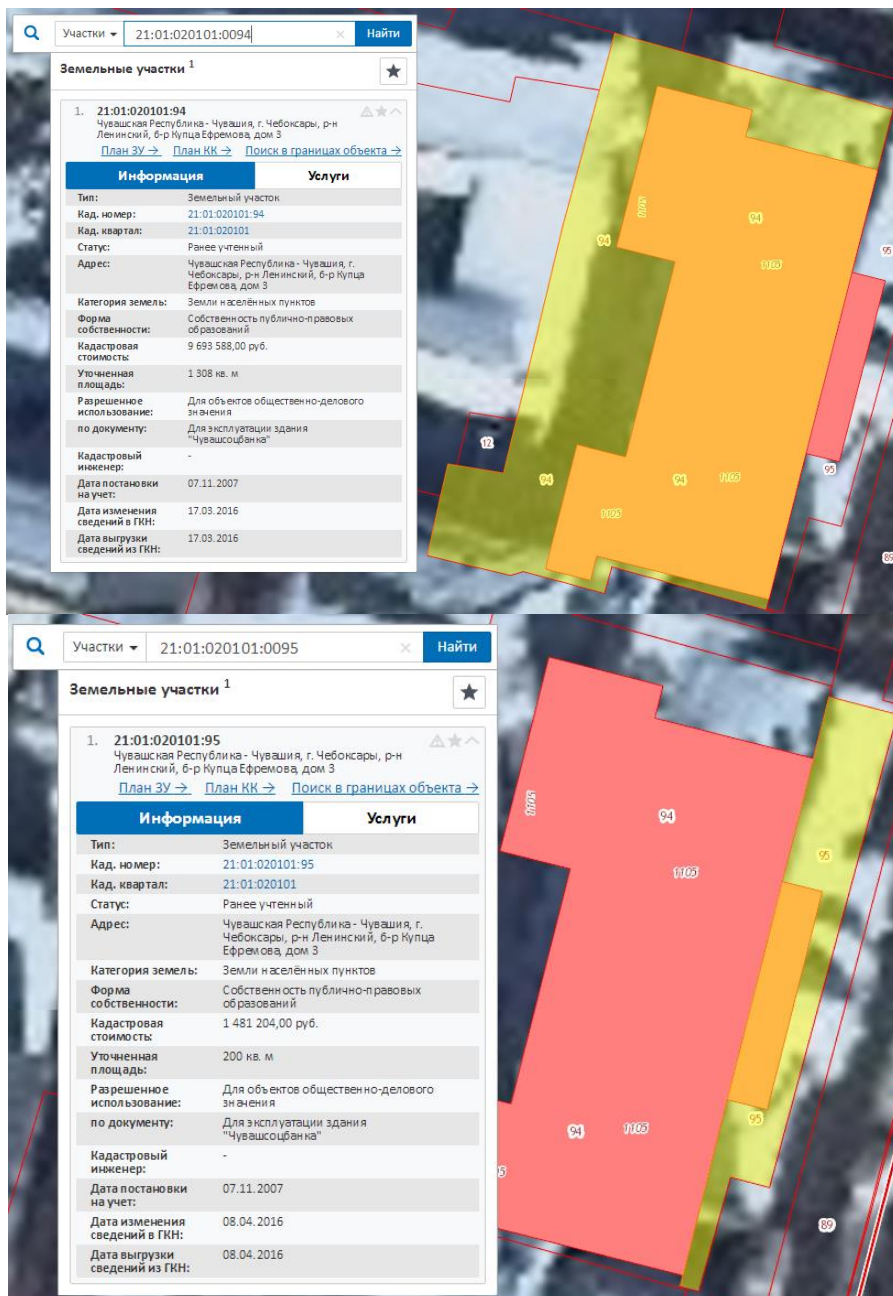 Участки 21:01:020101:0094 Найти
Земельные участки 1
1. 21:01:020101:94
Чувашская Республика - Чувашия, г. Чебоксары, р-н
Ленинский, б-р Купца Ефремова, дом 3
План ЗУ → План КК → Поиск в границах объекта →
Информация Услуги
Тип: Земельный участок
Кад. номер: 21:01:020101:94
Кад. квартал: 21:01:020101
Статус: Ранее учтенный
Адрес: Чувашская Республика - Чувашия, г.
Чебоксары, р-н Ленинский, б-р Купца
Ефремова, дом 3
Категория земель: Земли населённых пунктов
Форма Собственность публично-правовых
собственности: образований
Кадастровая 9 693 588,00 руб.
стоимость:
Уточненная 1 308 кв. м
площадь:
Разрешенное Для объектов общественно-делового
использование: значения
по документу: Для эксплуатации здания
"Чувашсоцбанка"
Кадастровый -
инженер:
Дата постановки 07.11.2007
на учет:
Дата изменения 17.03.2016
сведений в ГКН:
Дата выгрузки 17.03.2016
сведений из ГКН:
1105
94
94
95
1105
12
95
94
94
1105
1105
89
Участки 21:01:020101:0095 Найти
Земельные участки 1
1. 21:01:020101:95
Чувашская Республика - Чувашия, г. Чебоксары, р-н
Ленинский, б-р Купца Ефремова, дом 3
План ЗУ → План КК → Поиск в границах объекта →
Информация Услуги
Тип: Земельный участок
Кад. номер: 21:01:020101:95
Кад. квартал: 21:01:020101
Статус: Ранее учтенный
Адрес: Чувашская Республика - Чувашия, г.
Чебоксары, р-н Ленинский, б-р Купца
Ефремова, дом 3
Категория земель: Земли населённых пунктов
Форма Собственность публично-правовых
собственности: образований
Кадастровая 1 481 204,00 руб.
стоимость:
Уточненная 200 кв. м
площадь:
Разрешенное Для объектов общественно-делового
использование: значения
по документу: Для эксплуатации здания
"Чувашсоцбанка"
Кадастровый -
инженер:
Дата постановки 07.11.2007
на учет:
Дата изменения 08.04.2016
сведений в ГКН:
Дата выгрузки 08.04.2016
сведений из ГКН:
1105
94
95
1105
95
94
1105
89